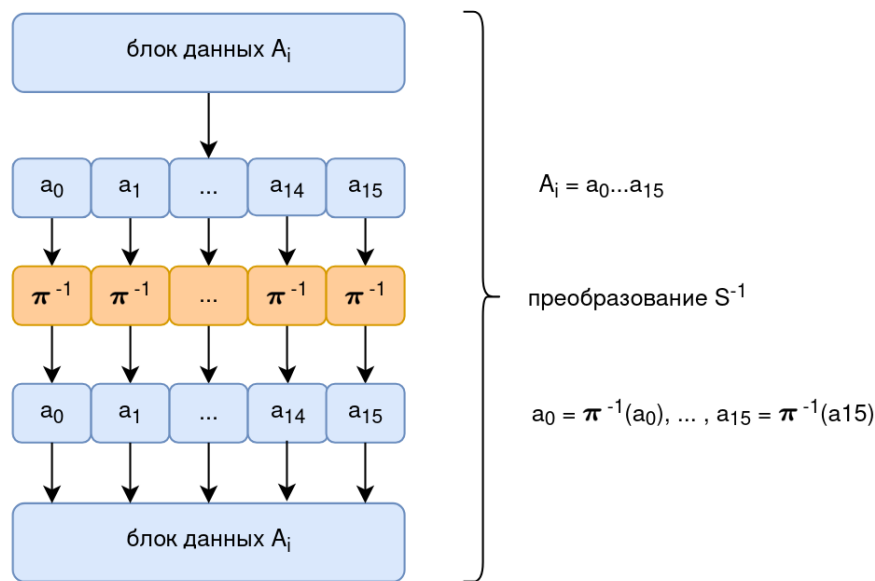 блок данных Aᵢ
a₀ a₁ ... a₁₄ a₁₅
Aᵢ = a₀...a₁₅
π⁻¹ π⁻¹ ... π⁻¹ π⁻¹
преобразование S⁻¹
a₀ a₁ ... a₁₄ a₁₅
a₀ = π⁻¹(a₀), ... , a₁₅ = π⁻¹(a15)
блок данных Aᵢ